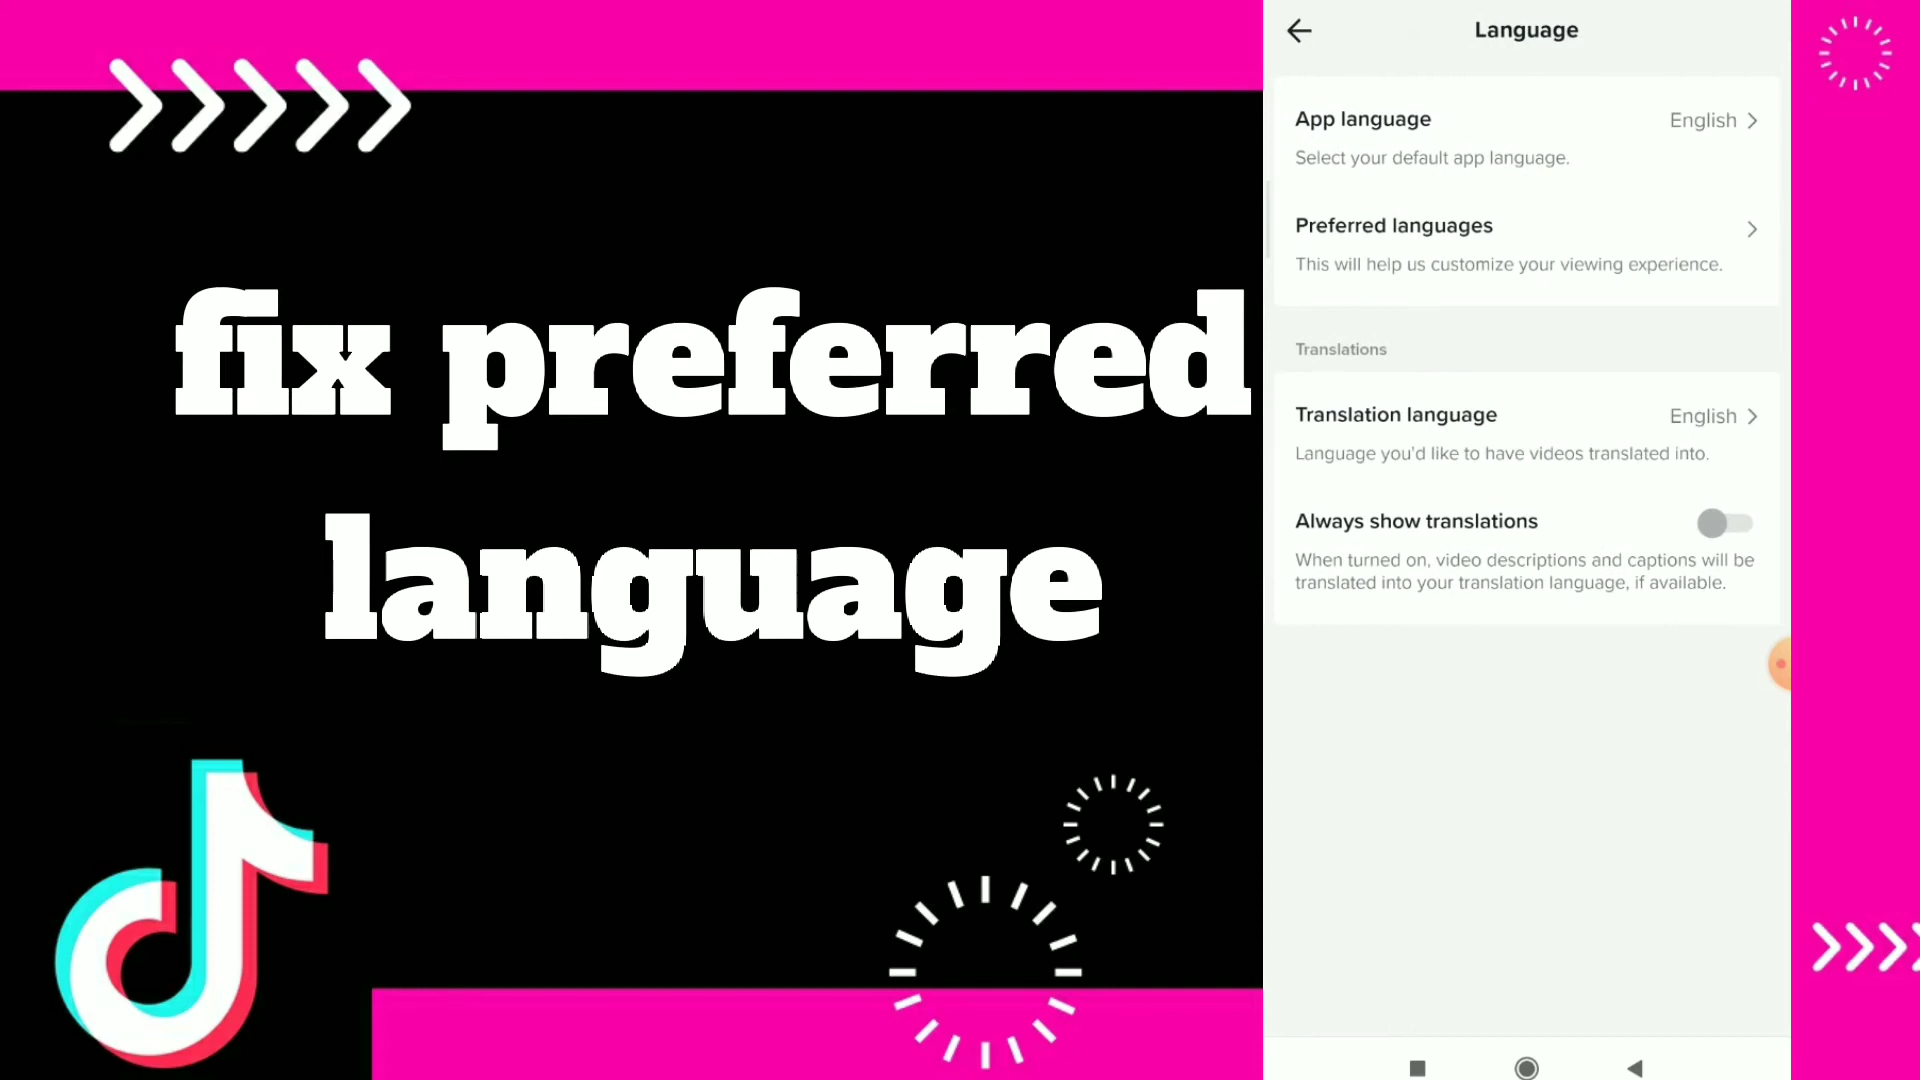 fix preferred
language
Language
App language English
Select your default app language.
Preferred languages
This will help us customize your viewing experience.
Translations
Translation language English
Language you'd like to have videos translated into.
Always show translations
When turned on, video descriptions and captions will be
translated into your translation language, if available.